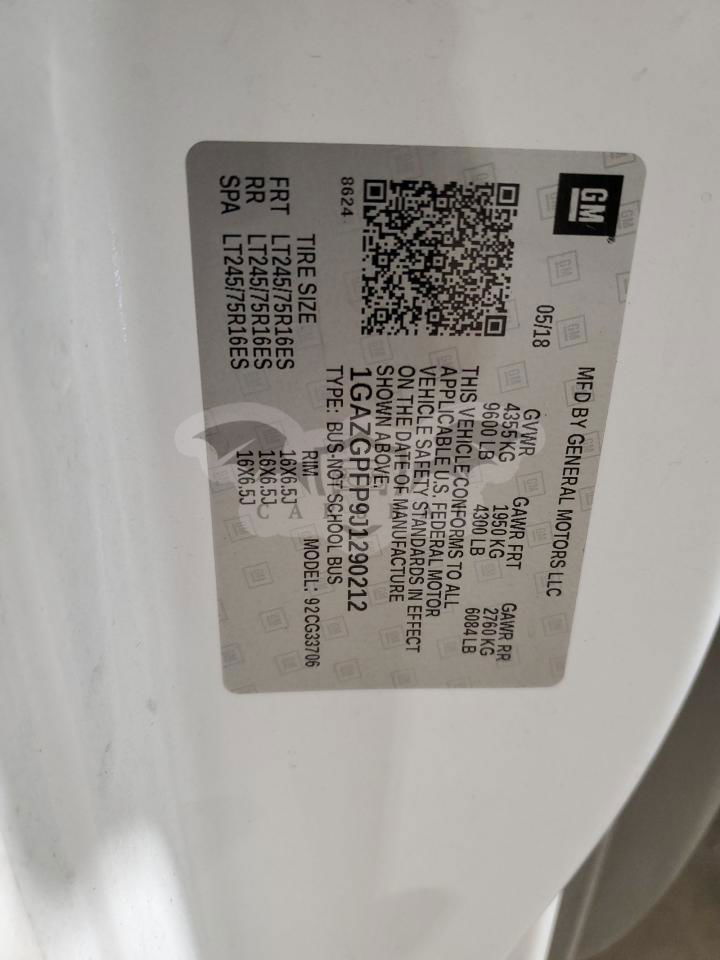 GM
MFD BY GENERAL MOTORS LLC
05/18
GVWR GAWR FRT GAWR RR
4355 KG 1950 KG 2760 KG
9600 LB 4300 LB 6084 LB
THIS VEHICLE CONFORMS TO ALL
APPLICABLE U.S. FEDERAL MOTOR
VEHICLE SAFETY STANDARDS IN EFFECT
ON THE DATE OF MANUFACTURE
SHOWN ABOVE.
1GAZGPFP9J1290212
8624
TYPE: BUS-NOT SCHOOL BUS MODEL: 92CG33706
TIRE SIZE RIM
FRT LT245/75R16ES 16X6.5J
RR LT245/75R16ES 16X6.5J
SPA LT245/75R16ES 16X6.5J